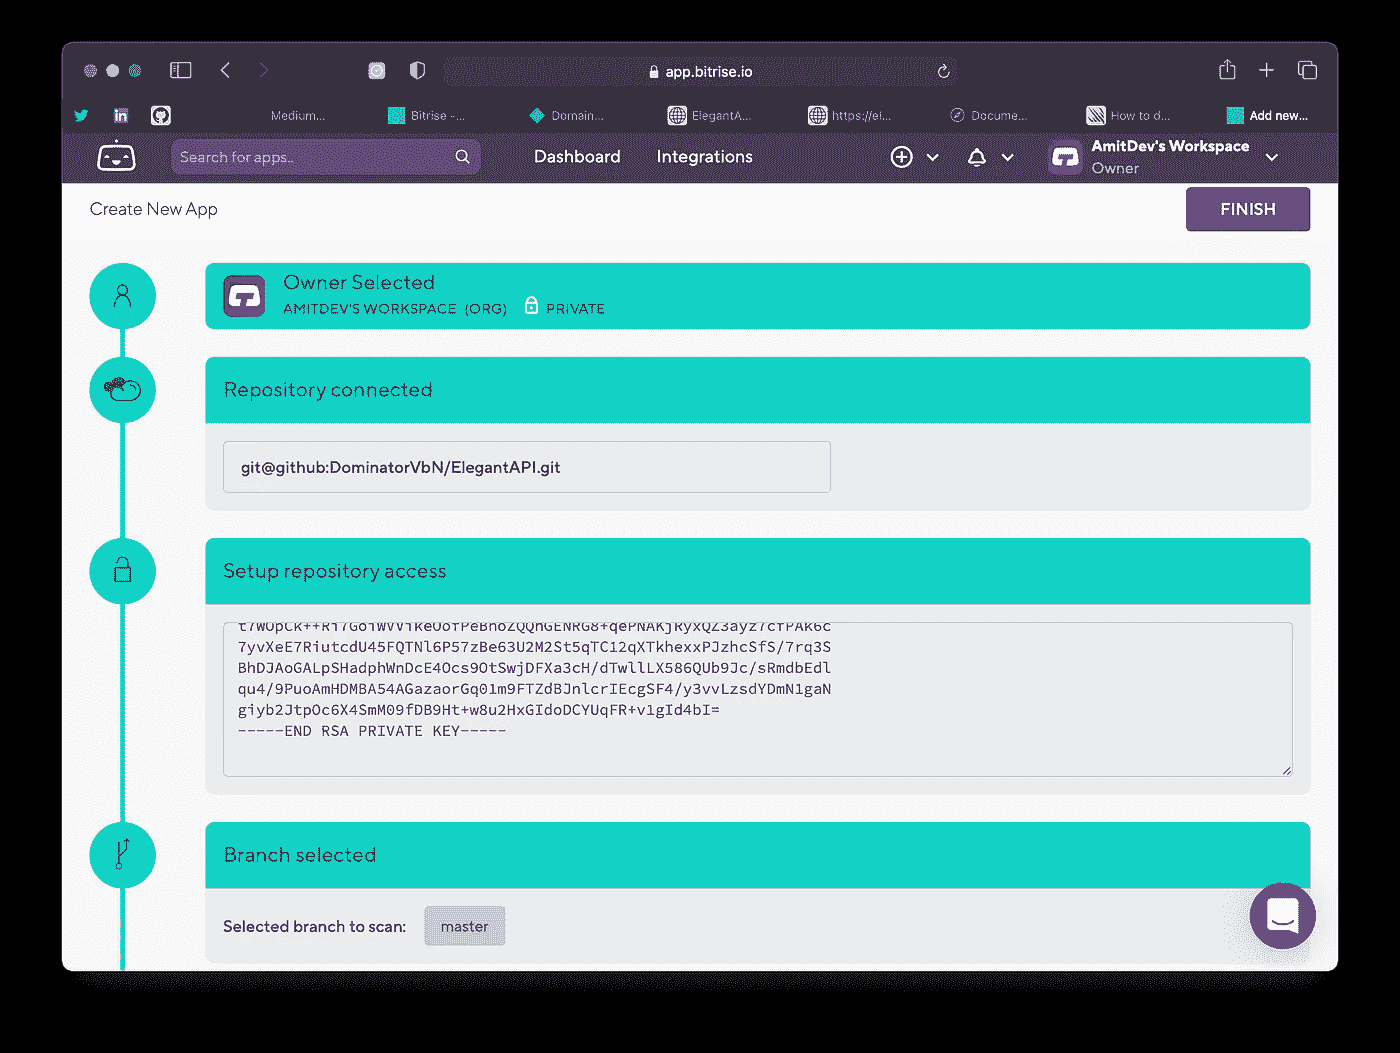 app.bitrise.io
Medium...
Bitrise -...
Domain...
ElegantA...
https://el...
Docume...
How to d...
Add new...
Search for apps..
Dashboard
Integrations
AmitDev's Workspace
Owner
Create New App
FINISH
Owner Selected
AMITDEV'S WORKSPACE (ORG) PRIVATE
Repository connected
git@github:DominatorVbN/ElegantAPI.git
Setup repository access
7yvXeE7RiutcdU45FQTNl6P57zBe63U2M2St5qTC12qXTkhexxPJzhcSfS/7rq3S
BhDJAoGALpSHadphWnDcE4Ocs9OtSwjDFXa3cH/dTwllLX586QUb9Jc/sRmdbEdl
qu4/9PuoAmHDMBA54AGazaorGq01m9FTZdBJnlcrIEcgSF4/y3vvLzsdYDmN1gaN
giyb2JtpOc6X4SmM09fDB9Ht+w8u2HxGIdoDCYUqFR+v1gId4bI=
-----END RSA PRIVATE KEY-----
Branch selected
Selected branch to scan: master